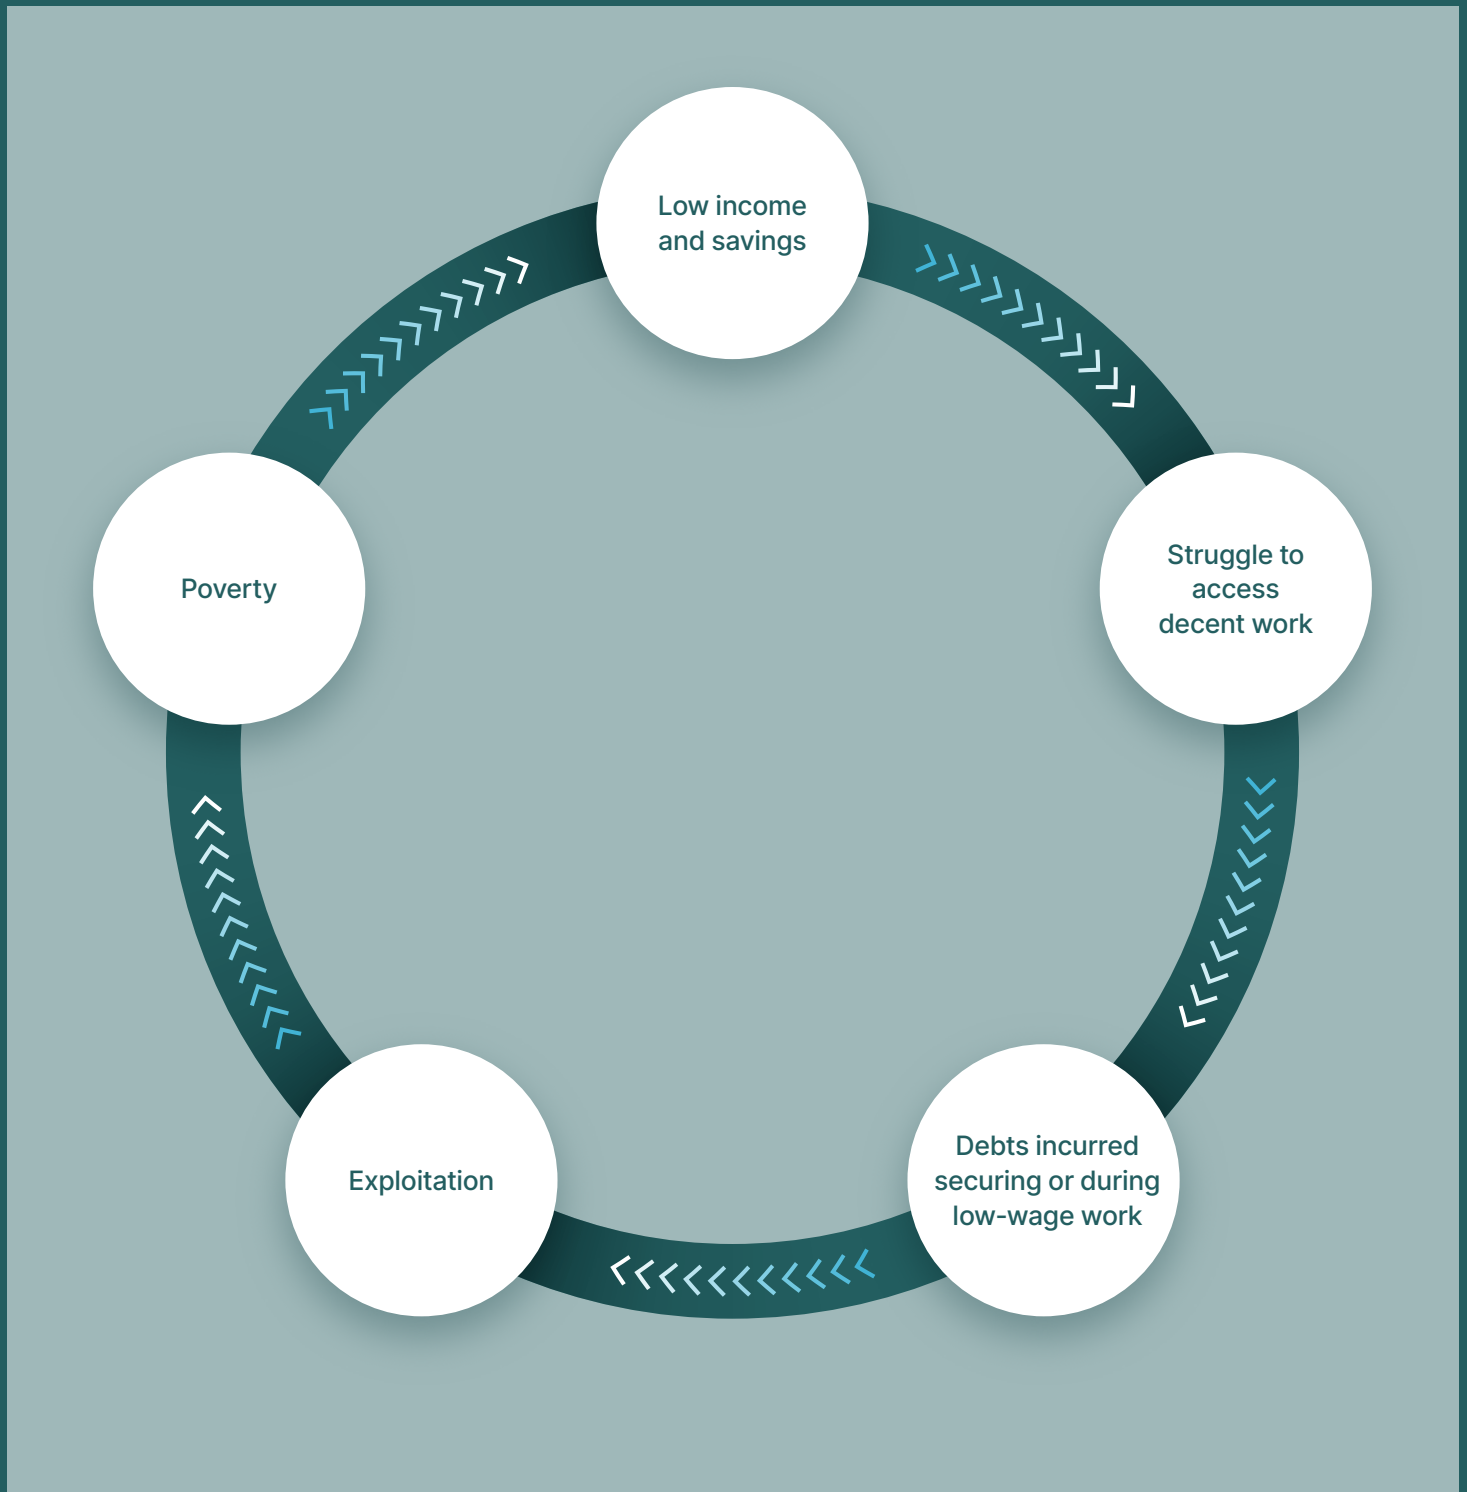 Low income
and savings
Struggle to
access
decent work
Debts incurred
securing or during
low-wage work
Exploitation
Poverty